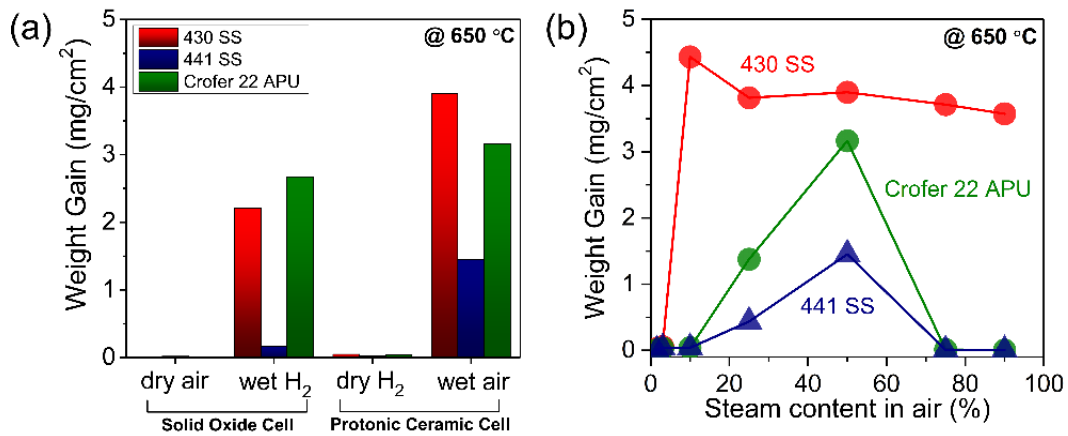 (a)
@ 650 °C
430 SS
441 SS
Crofer 22 APU
Weight Gain (mg/cm²)
5
4
3
2
1
0
dry air wet H₂ dry H₂ wet air
Solid Oxide Cell Protonic Ceramic Cell
(b)
@ 650 °C
430 SS
Crofer 22 APU
441 SS
Weight Gain (mg/cm²)
5
4
3
2
1
0
0 20 40 60 80 100
Steam content in air (%)